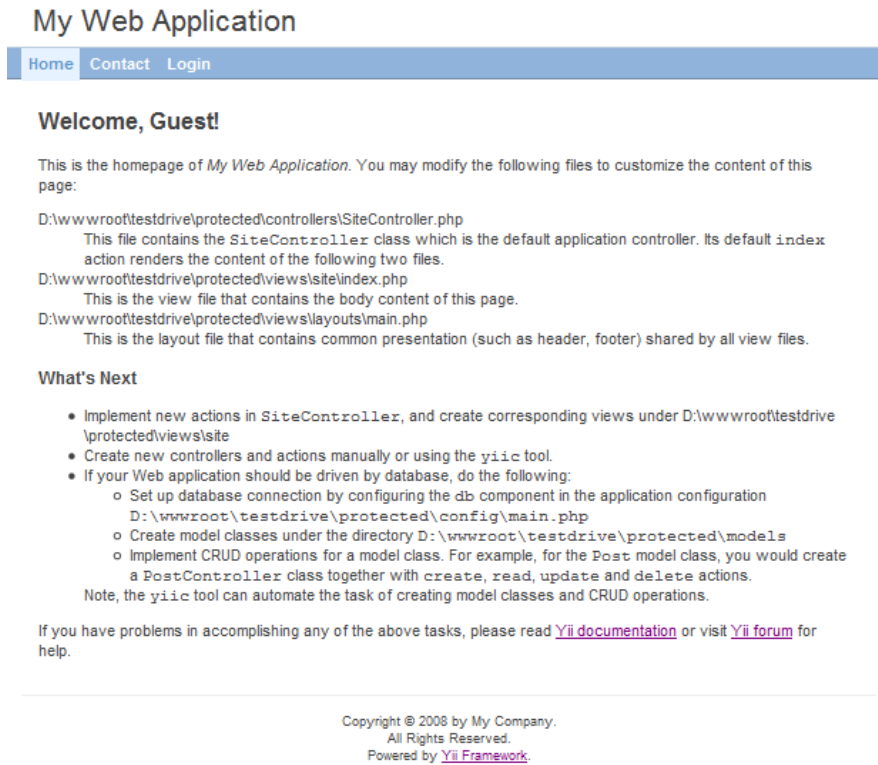 My Web Application
Home Contact Login
Welcome, Guest!
This is the homepage of My Web Application. You may modify the following files to customize the content of this
page:
D:\wwwroot\testdrive\protected\controllers\SiteController.php
This file contains the SiteController class which is the default application controller. Its default index
action renders the content of the following two files.
D:\wwwroot\testdrive\protected\views\site\index.php
This is the view file that contains the body content of this page.
D:\wwwroot\testdrive\protected\views\layouts\main.php
This is the layout file that contains common presentation (such as header, footer) shared by all view files.
What's Next
• Implement new actions in SiteController, and create corresponding views under D:\wwwroot\testdrive
\protected\views\site
• Create new controllers and actions manually or using the yiic tool.
• If your Web application should be driven by database, do the following:
○ Set up database connection by configuring the db component in the application configuration
D:\wwwroot\testdrive\protected\config\main.php
○ Create model classes under the directory D:\wwwroot\testdrive\protected\models
○ Implement CRUD operations for a model class. For example, for the Post model class, you would create
a PostController class together with create, read, update and delete actions.
Note, the yiic tool can automate the task of creating model classes and CRUD operations.
If you have problems in accomplishing any of the above tasks, please read Yii documentation or visit Yii forum for
help.
Copyright © 2008 by My Company.
All Rights Reserved.
Powered by Yii Framework.